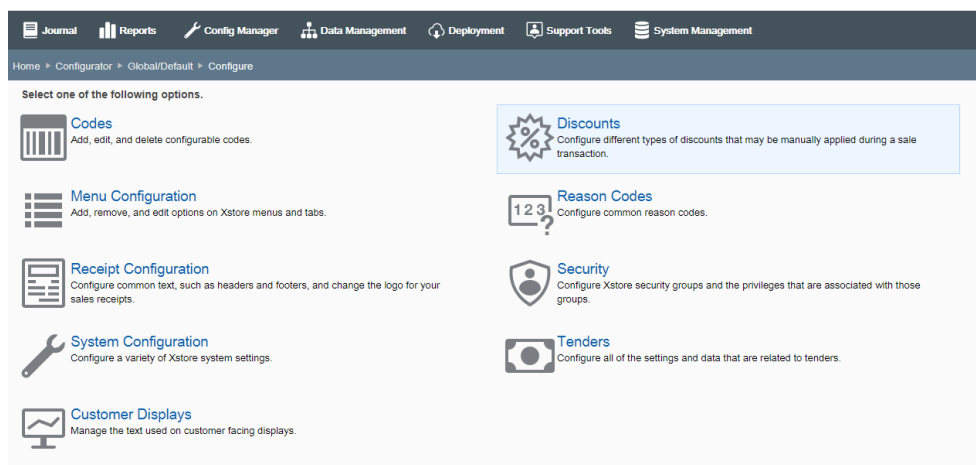 Journal Reports Config Manager Data Management Deployment Support Tools System Management
Home ▶ Configurator ▶ Global/Default ▶ Configure
Select one of the following options.
Codes
Add, edit, and delete configurable codes.
Discounts
Configure different types of discounts that may be manually applied during a sale
transaction.
Menu Configuration
Add, remove, and edit options on Xstore menus and tabs.
123?
Reason Codes
Configure common reason codes.
Receipt Configuration
Configure common text, such as headers and footers, and change the logo for your
sales receipts.
Security
Configure Xstore security groups and the privileges that are associated with those
groups.
System Configuration
Configure a variety of Xstore system settings.
Tenders
Configure all of the settings and data that are related to tenders.
Customer Displays
Manage the text used on customer facing displays.